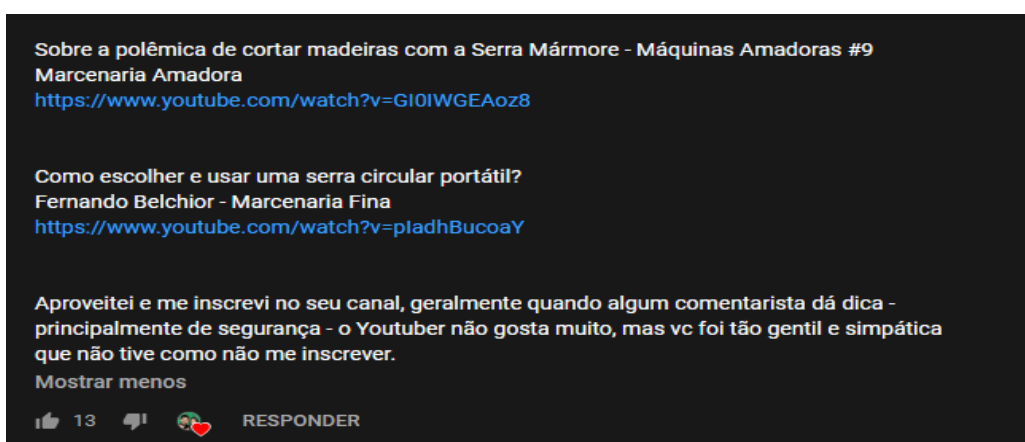 Sobre a polêmica de cortar madeiras com a Serra Mármore - Máquinas Amadoras #9
Marcenaria Amadora
https://www.youtube.com/watch?v=GI0IWGEAoz8
Como escolher e usar uma serra circular portátil?
Fernando Belchior - Marcenaria Fina
https://www.youtube.com/watch?v=pIadhBucoaY
Aproveitei e me inscrevi no seu canal, geralmente quando algum comentarista dá dica -
principalmente de segurança - o Youtuber não gosta muito, mas vc foi tão gentil e simpática
que não tive como não me inscrever.
Mostrar menos
13 RESPONDER